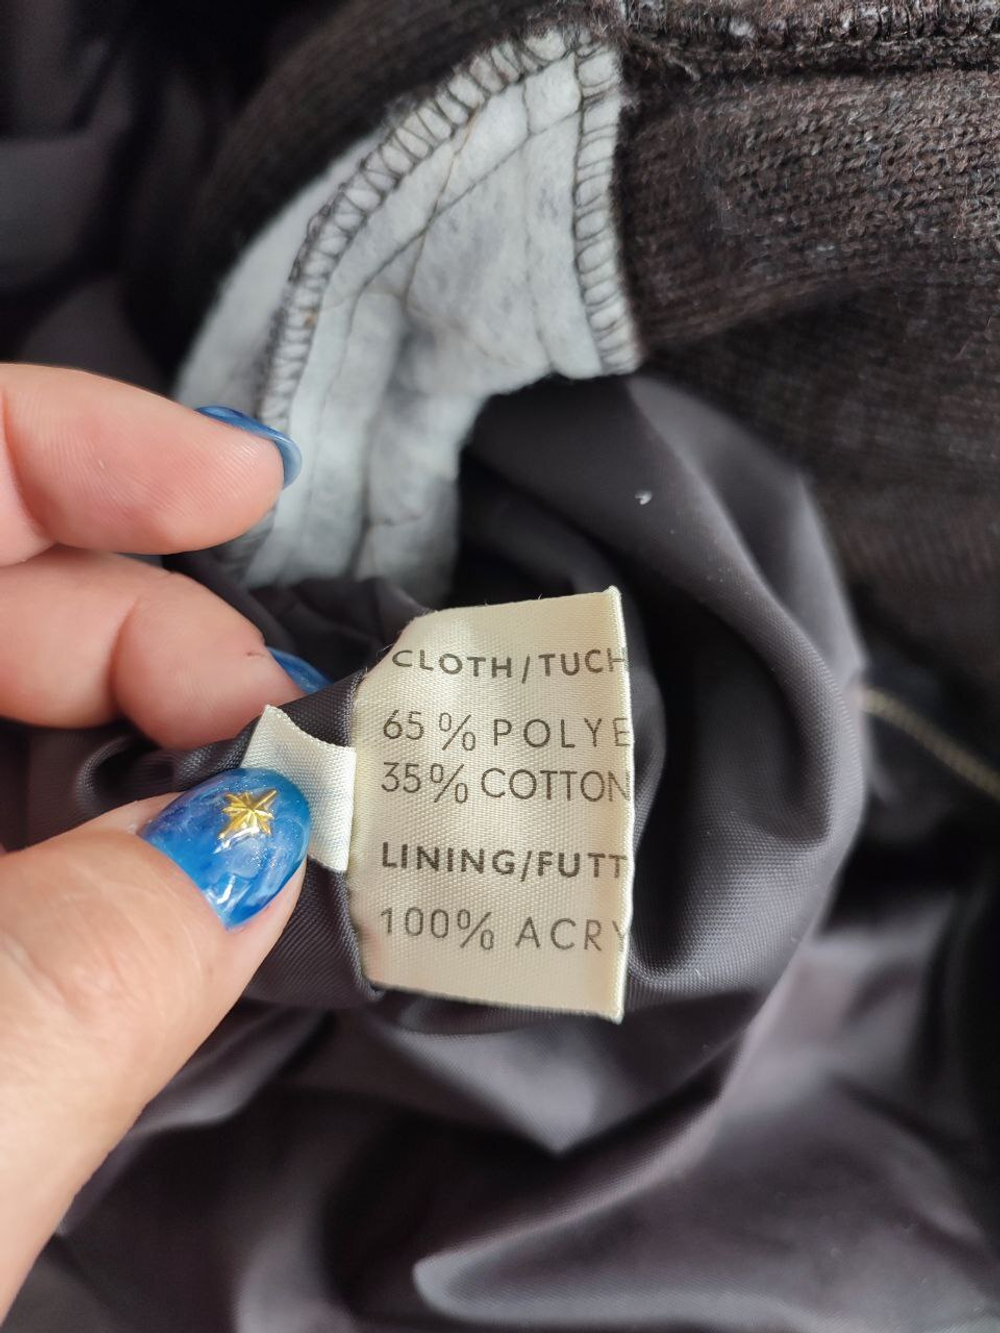 CLOTH/TUCH
65% POLYE
35% COTTON
LINING/FUTT
100% ACRY